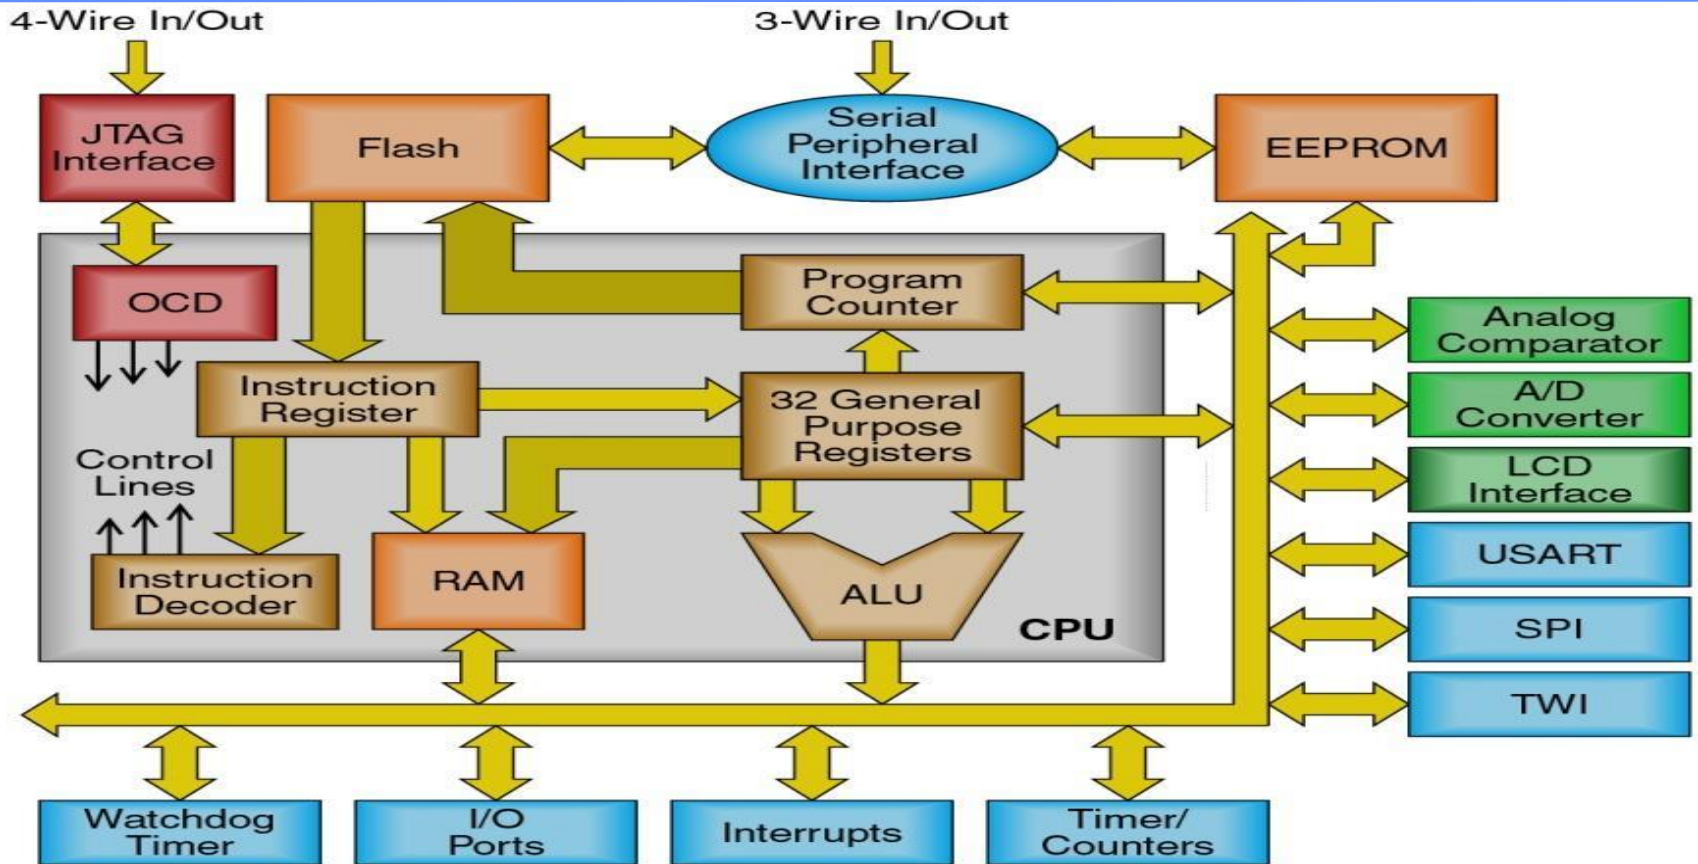 4-Wire In/Out
3-Wire In/Out
JTAG
Interface
Flash
Serial
Peripheral
Interface
EEPROM
OCD
Program
Counter
Analog
Comparator
Instruction
Register
32 General
Purpose
Registers
A/D
Converter
Control
Lines
LCD
Interface
Instruction
Decoder
RAM
ALU
CPU
USART
SPI
TWI
Watchdog
Timer
I/O
Ports
Interrupts
Timer/
Counters